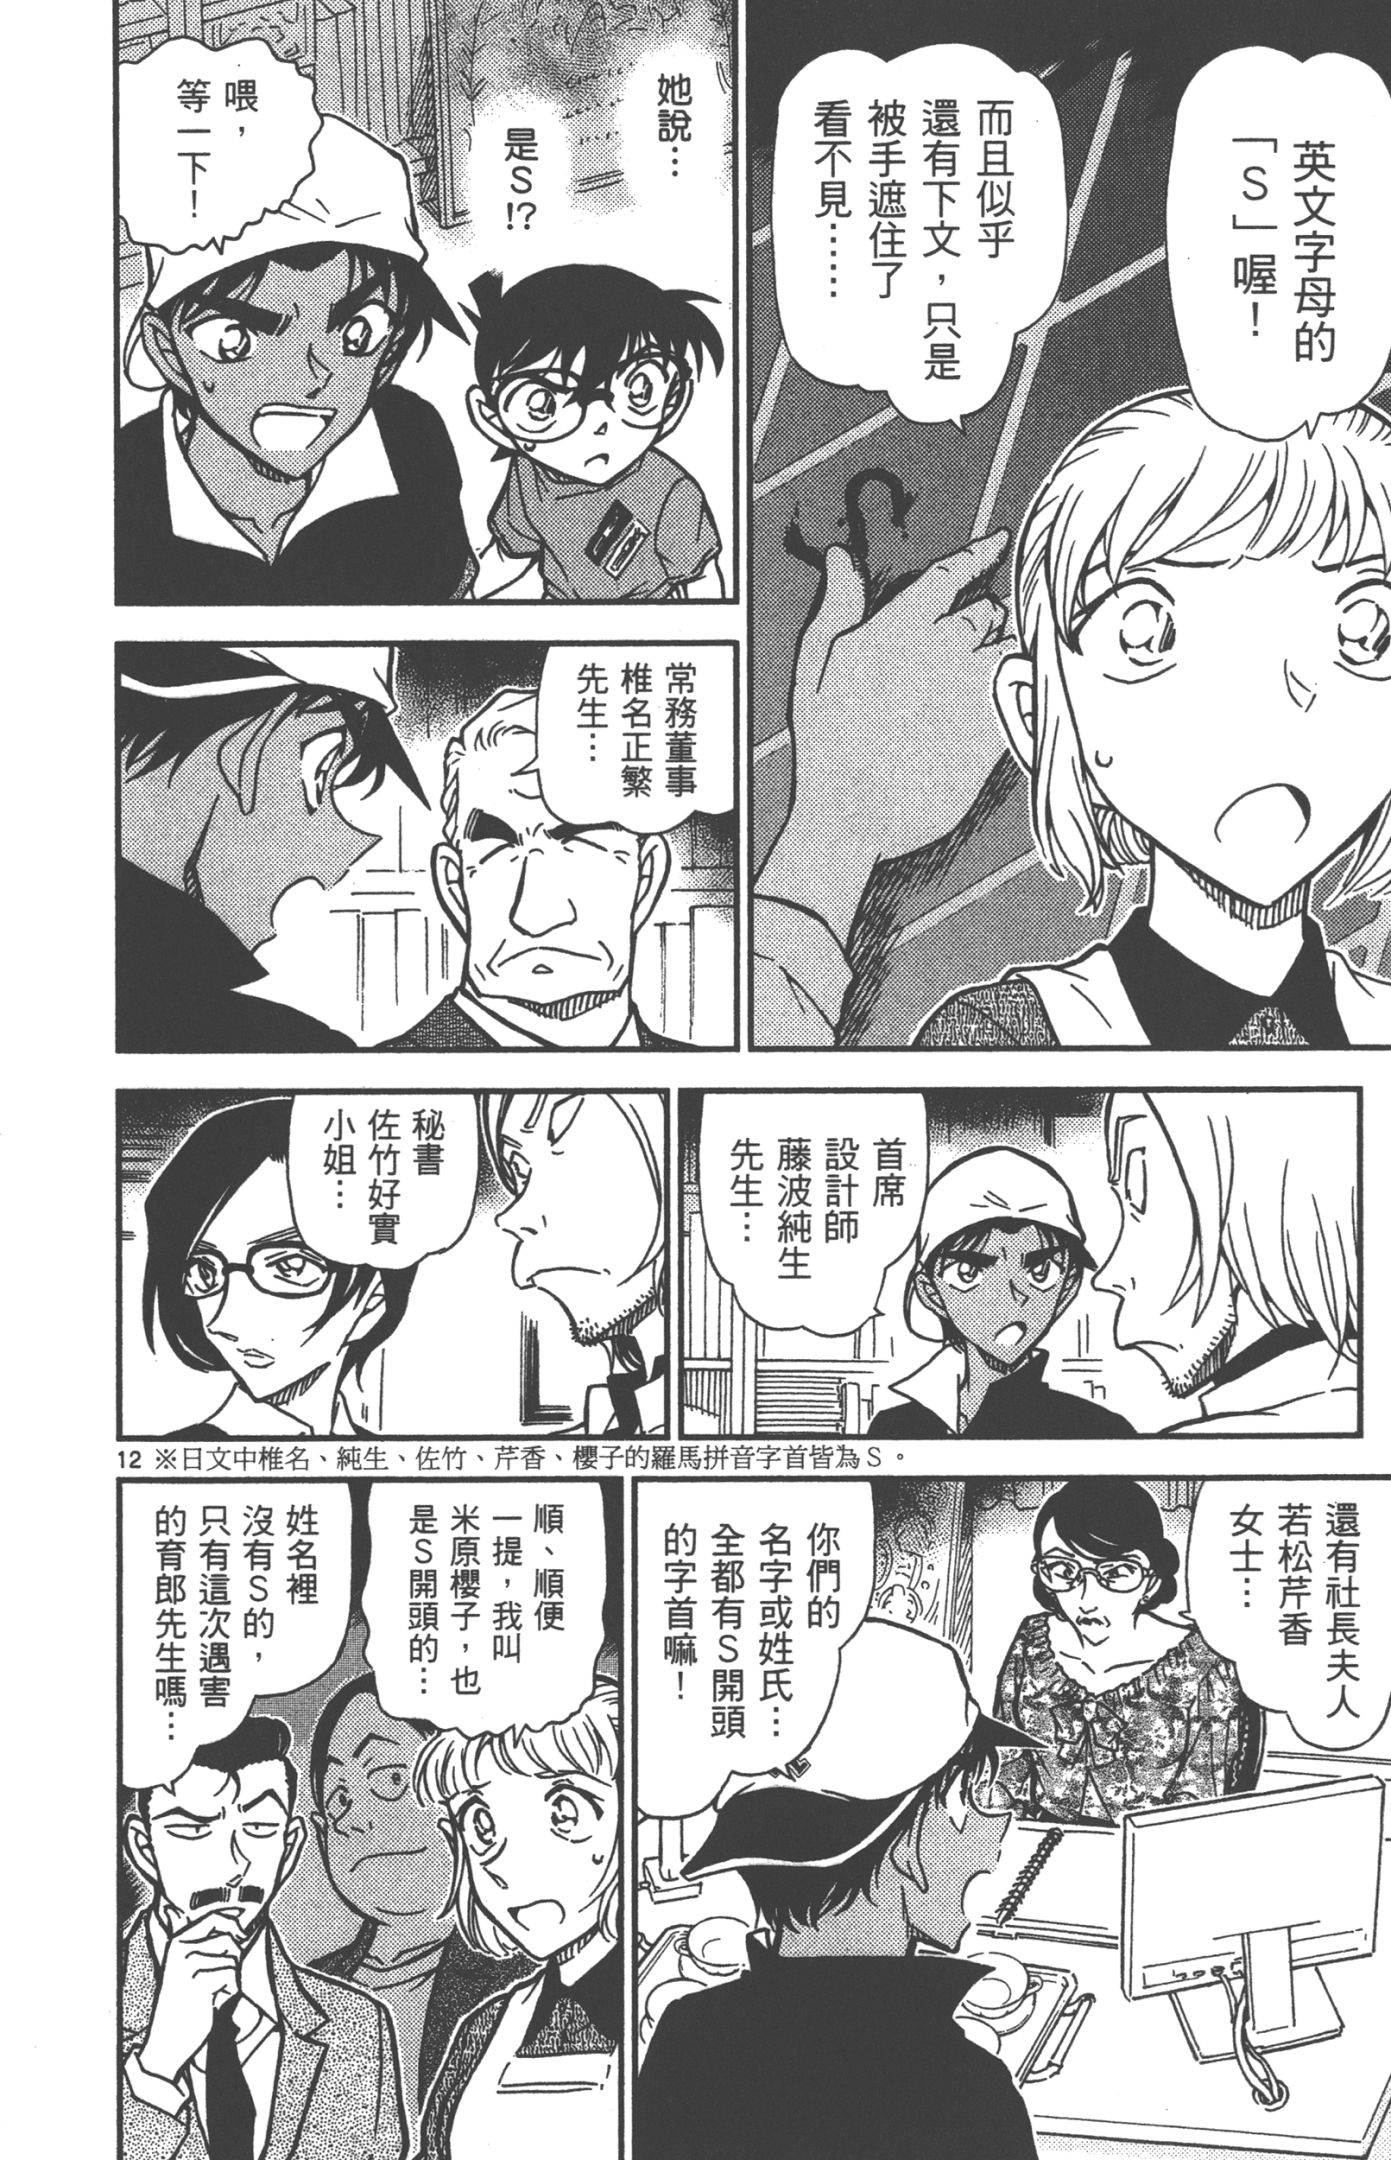 英文字母的
「S」喔！
而且似乎
還有下文，只是
被手遮住了
看不見……
她說…
是S!?
喂，
等一下！
常務董事
椎名正繁
先生…
首席
設計師
藤波純生
先生…
秘書
佐竹好實
小姐…
12 ※日文中椎名、純生、佐竹、芹香、櫻子的羅馬拼音字首皆為S。
還有社長夫人
若松芹香
女士…
你們的
名字或姓氏…
全都有S開頭
的字首嘛！
順、順便
一提，我叫
米原櫻子，也
是S開頭的…
姓名裡
沒有S的，
只有這次遇害
的育郎先生嗎…